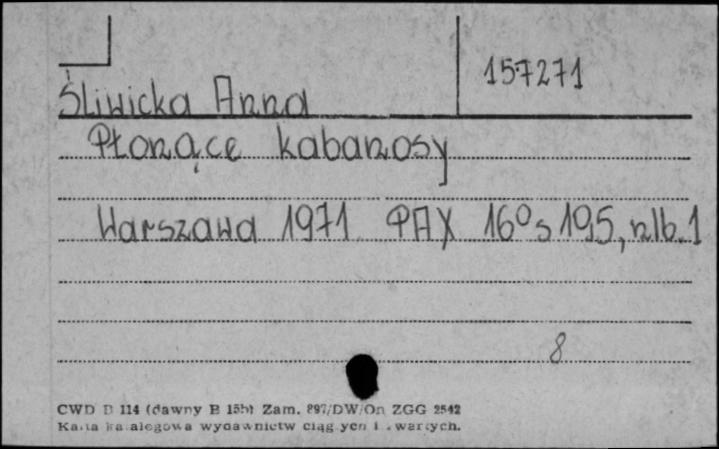 157271
Śliwicka Anna
Płonące kabanosy
Warszawa 1971 PAX 16⁰ s 195, nlb. 1
8
CWD D 114 (dawny B 15b) Zam. 897/DW/On ZGG 2542
Karta katalogowa wydawnictw ciągłych i zwartych.